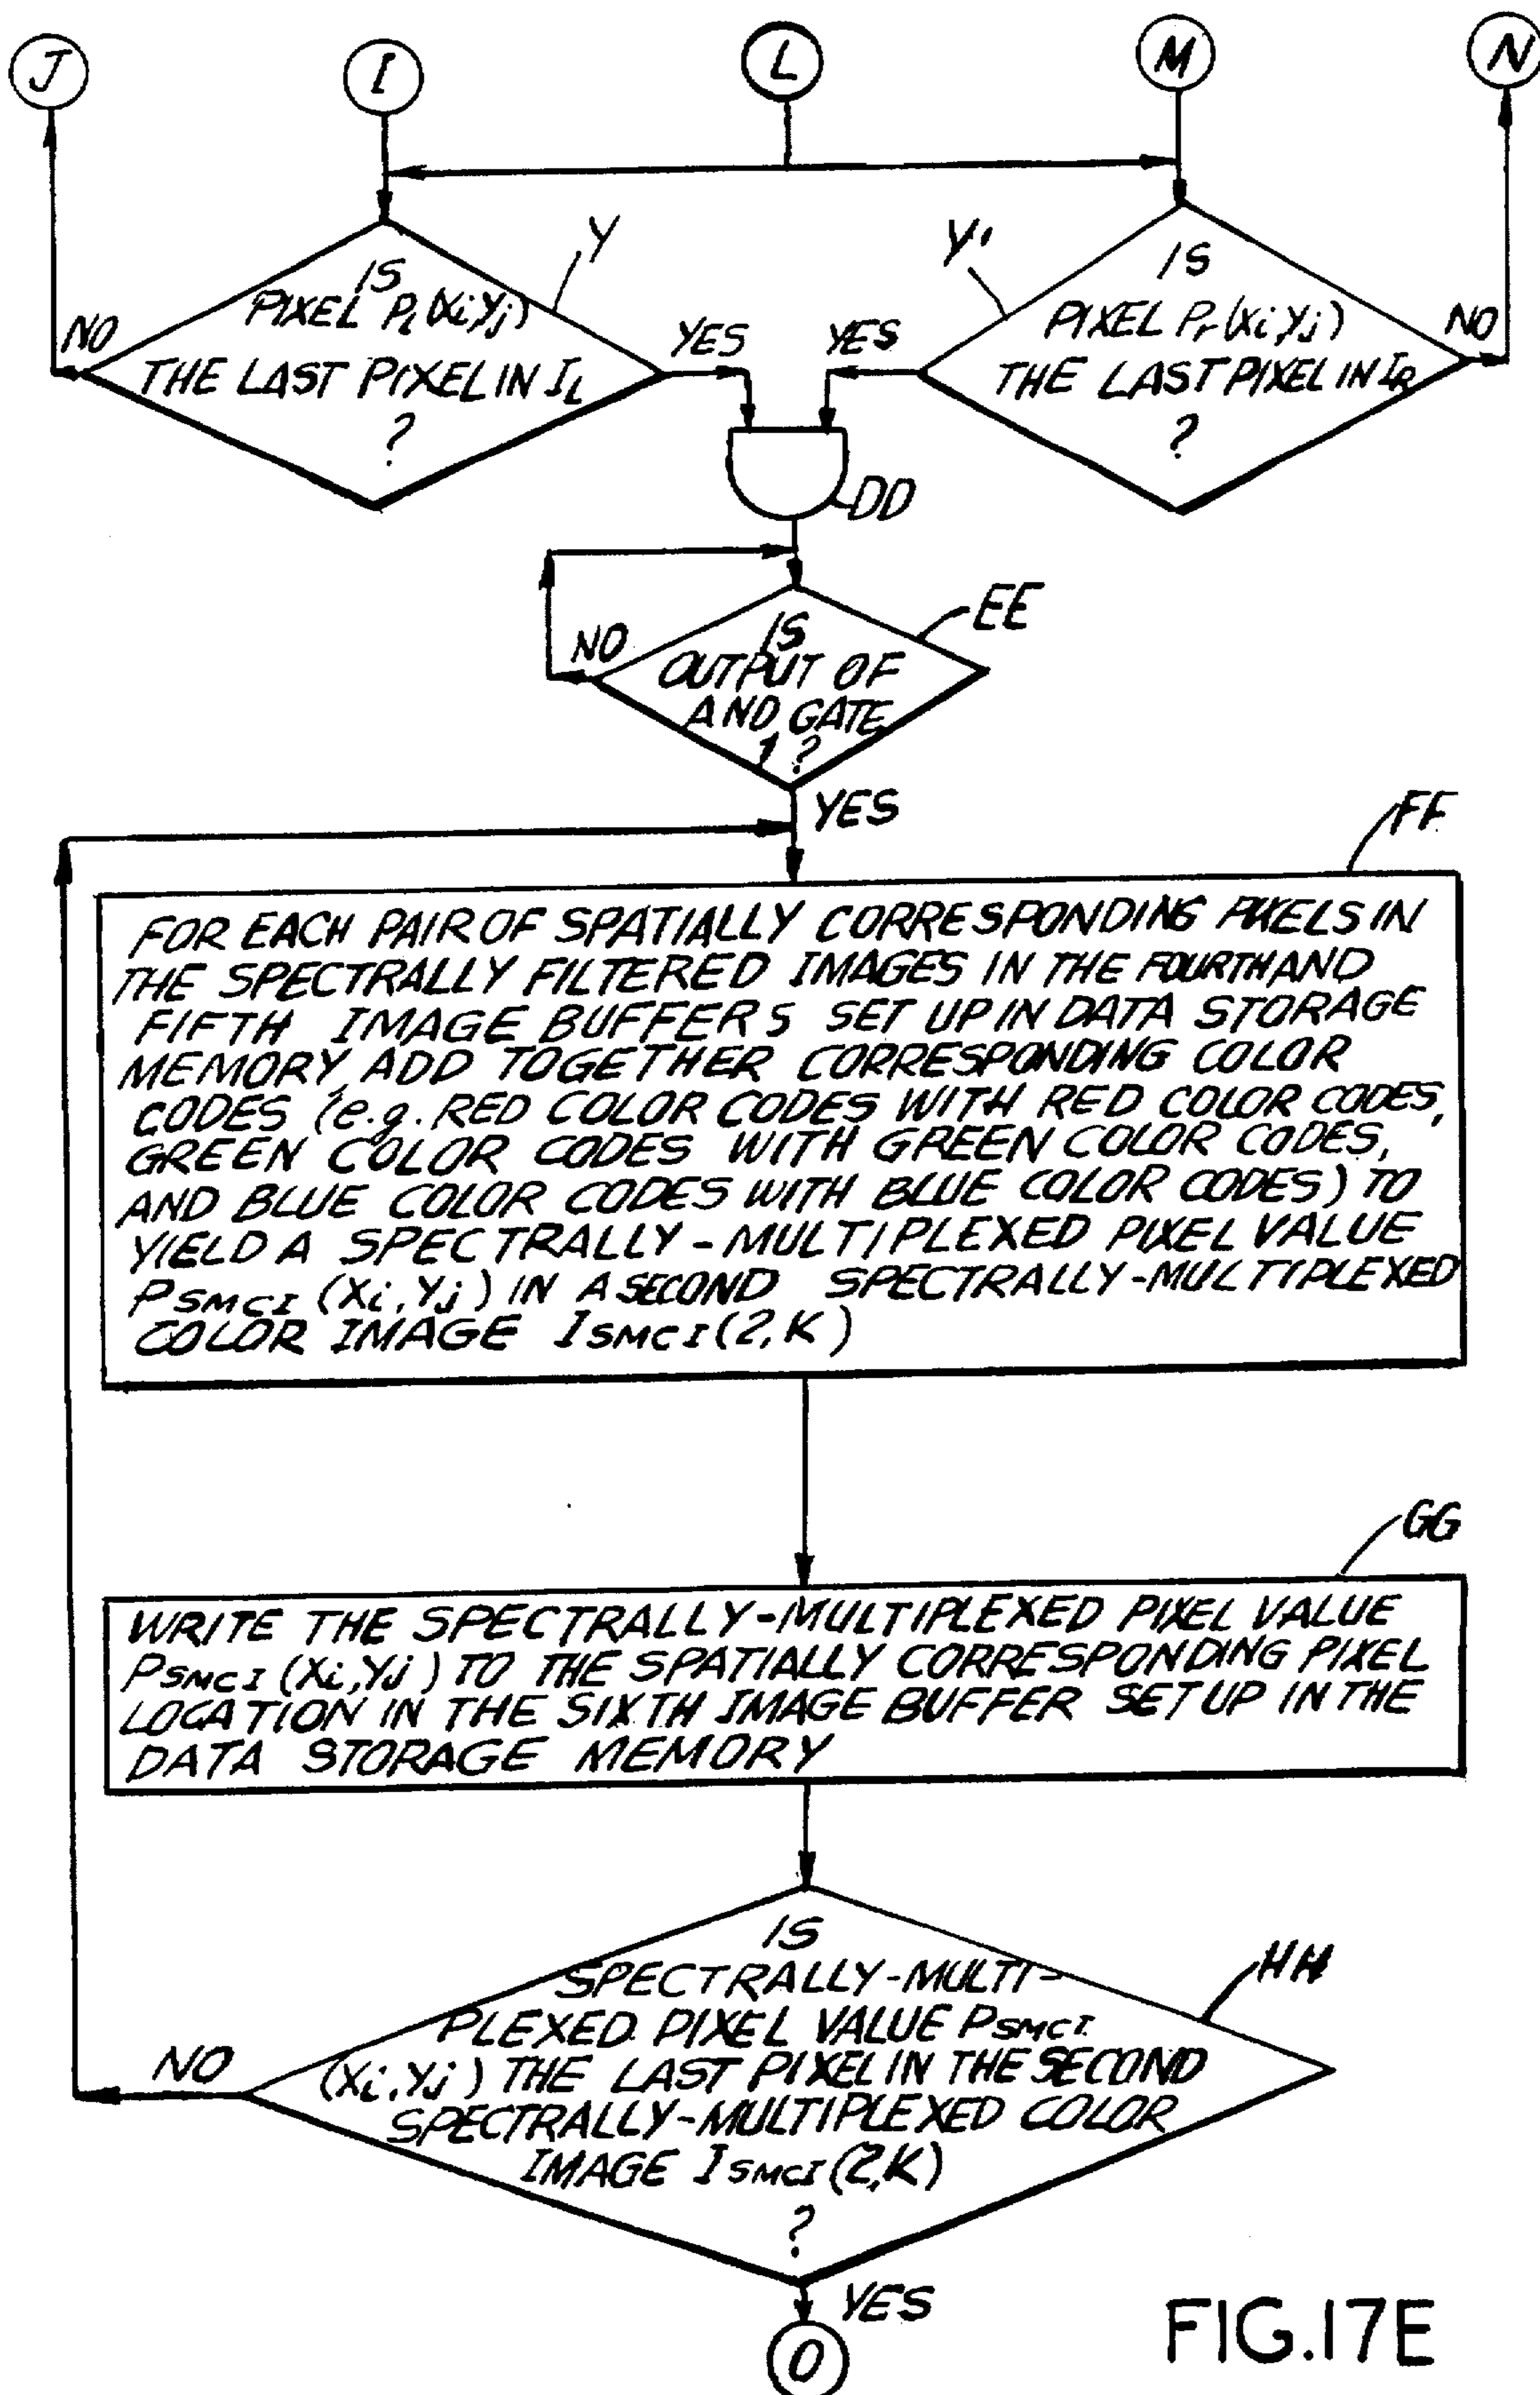 J
I
L
M
N
Y
Y'
IS
PIXEL Pl(Xi,Yj)
THE LAST PIXEL IN IL
?
NO
YES
IS
PIXEL Pr(Xi,Yj)
THE LAST PIXEL IN IR
?
YES
NO
DD
EE
IS
OUTPUT OF
AND GATE
1?
NO
YES
FF
FOR EACH PAIR OF SPATIALLY CORRESPONDING PIXELS IN
THE SPECTRALLY FILTERED IMAGES IN THE FOURTH AND
FIFTH IMAGE BUFFERS SET UP IN DATA STORAGE
MEMORY, ADD TOGETHER CORRESPONDING COLOR
CODES (e.g. RED COLOR CODES WITH RED COLOR CODES,
GREEN COLOR CODES WITH GREEN COLOR CODES,
AND BLUE COLOR CODES WITH BLUE COLOR CODES) TO
YIELD A SPECTRALLY-MULTIPLEXED PIXEL VALUE
PSMCI (Xi,Yj) IN A SECOND SPECTRALLY-MULTIPLEXED
COLOR IMAGE ISMCI(2,K)
GG
WRITE THE SPECTRALLY-MULTIPLEXED PIXEL VALUE
PSMCI (Xi,Yj) TO THE SPATIALLY CORRESPONDING PIXEL
LOCATION IN THE SIXTH IMAGE BUFFER SET UP IN THE
DATA STORAGE MEMORY
HH
IS
SPECTRALLY-MULTI-
PLEXED PIXEL VALUE PSMCI
(Xi,Yj) THE LAST PIXEL IN THE SECOND
SPECTRALLY-MULTIPLEXED COLOR
IMAGE ISMCI(2,K)
?
NO
YES
O
FIG.17E